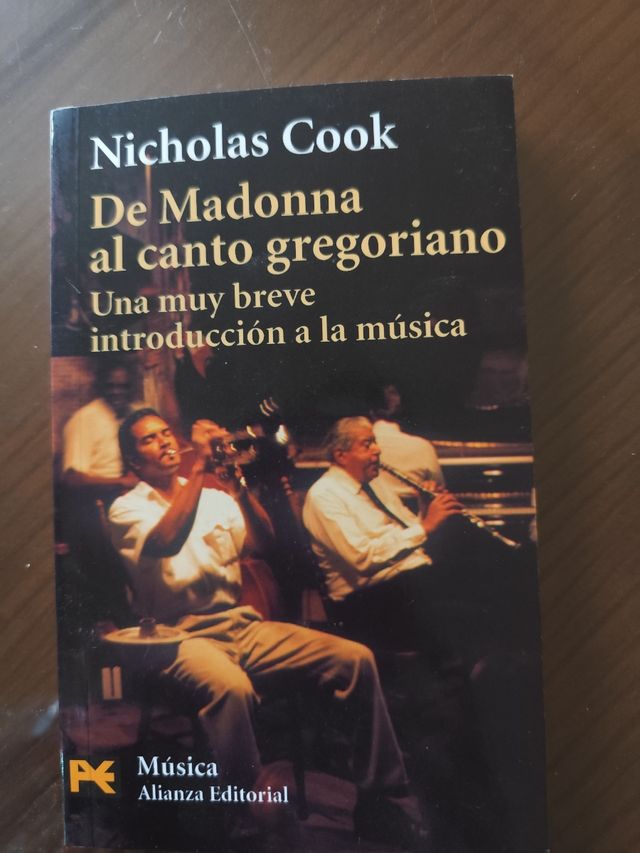 Nicholas Cook
De Madonna
al canto gregoriano
Una muy breve
introducción a la música
Música
Alianza Editorial